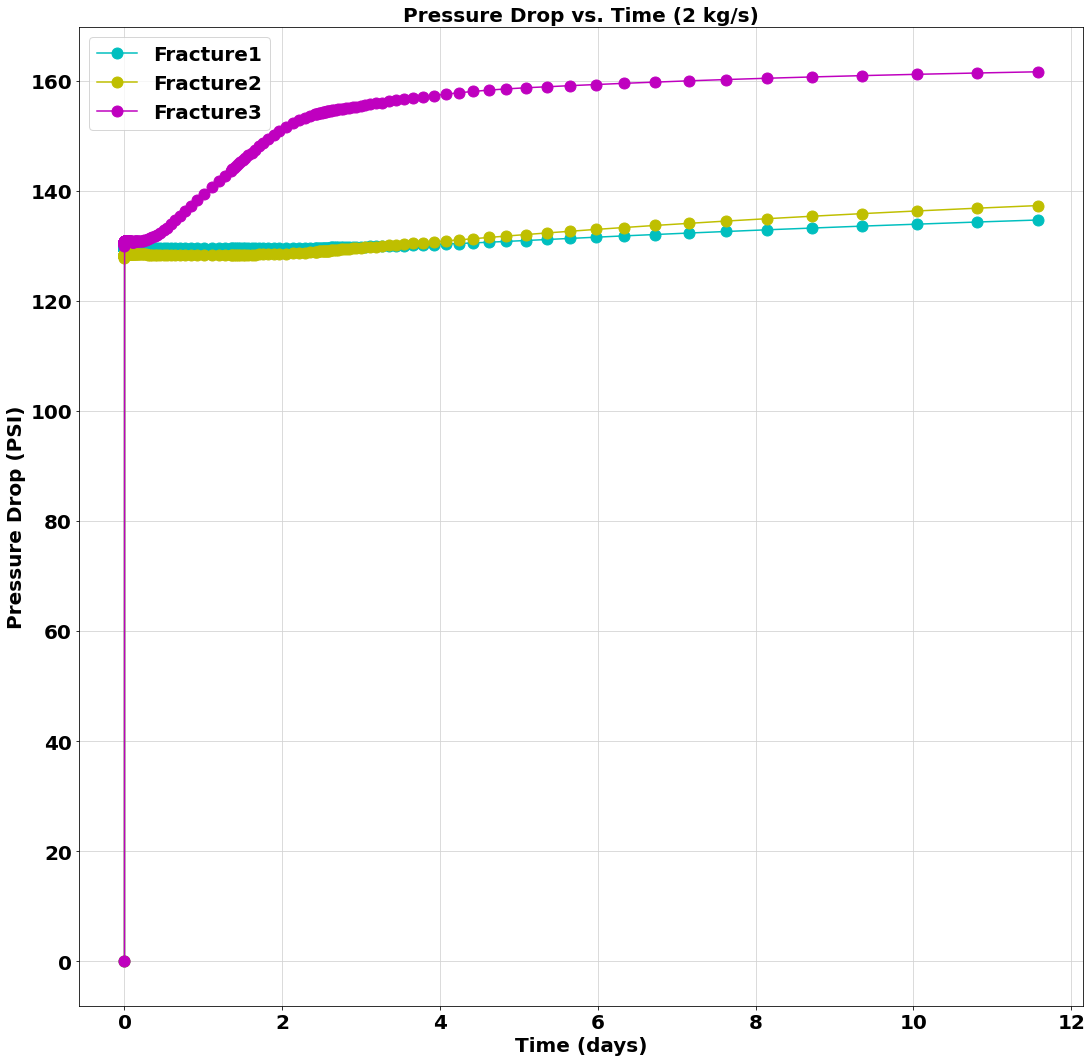 Pressure Drop vs. Time (2 kg/s)
Fracture1
Fracture2
Fracture3
160
140
120
100
80
60
40
20
0
Pressure Drop (PSI)
0 2 4 6 8 10 12
Time (days)